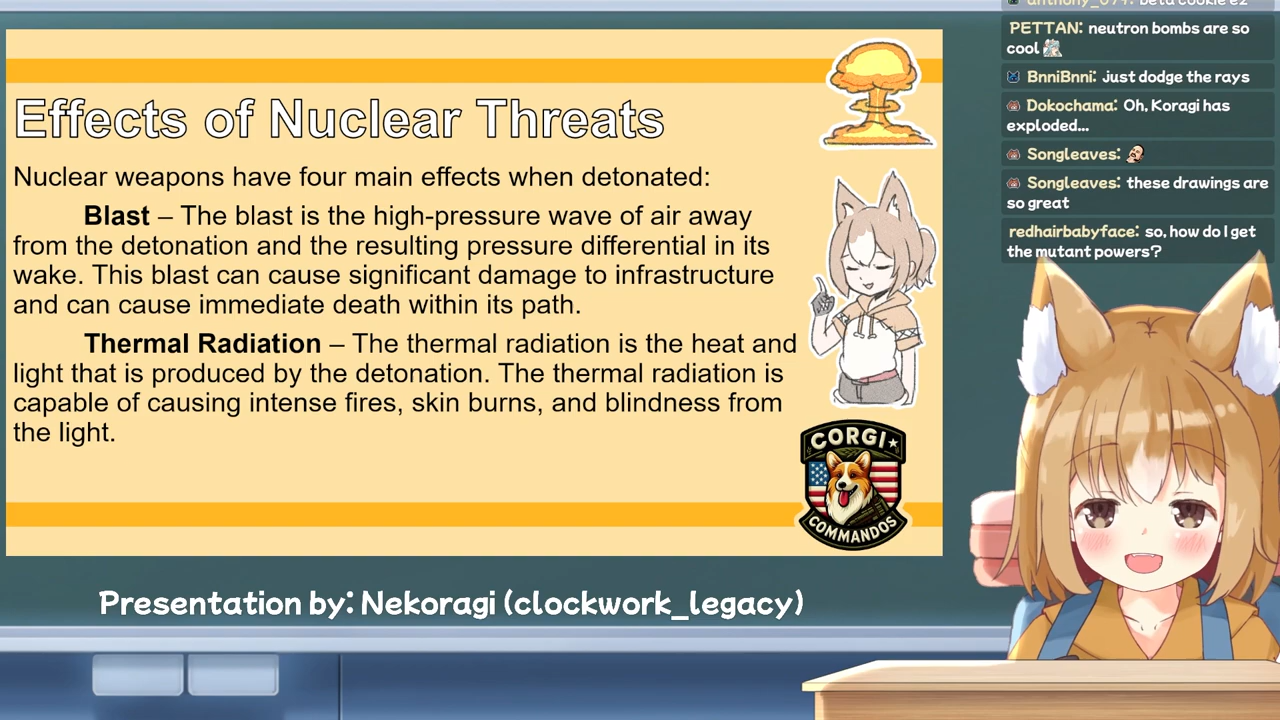 Effects of Nuclear Threats
Nuclear weapons have four main effects when detonated:
Blast – The blast is the high-pressure wave of air away
from the detonation and the resulting pressure differential in its
wake. This blast can cause significant damage to infrastructure
and can cause immediate death within its path.
Thermal Radiation – The thermal radiation is the heat and
light that is produced by the detonation. The thermal radiation is
capable of causing intense fires, skin burns, and blindness from
the light.
CORGI
COMMANDOS
Presentation by: Nekoragi (clockwork_legacy)
PETTAN: neutron bombs are so
cool
BnniBnni: just dodge the rays
Dokochama: Oh, Koragi has
exploded...
Songleaves:
Songleaves: these drawings are
so great
redhairbabyface: so, how do I get
the mutant powers?